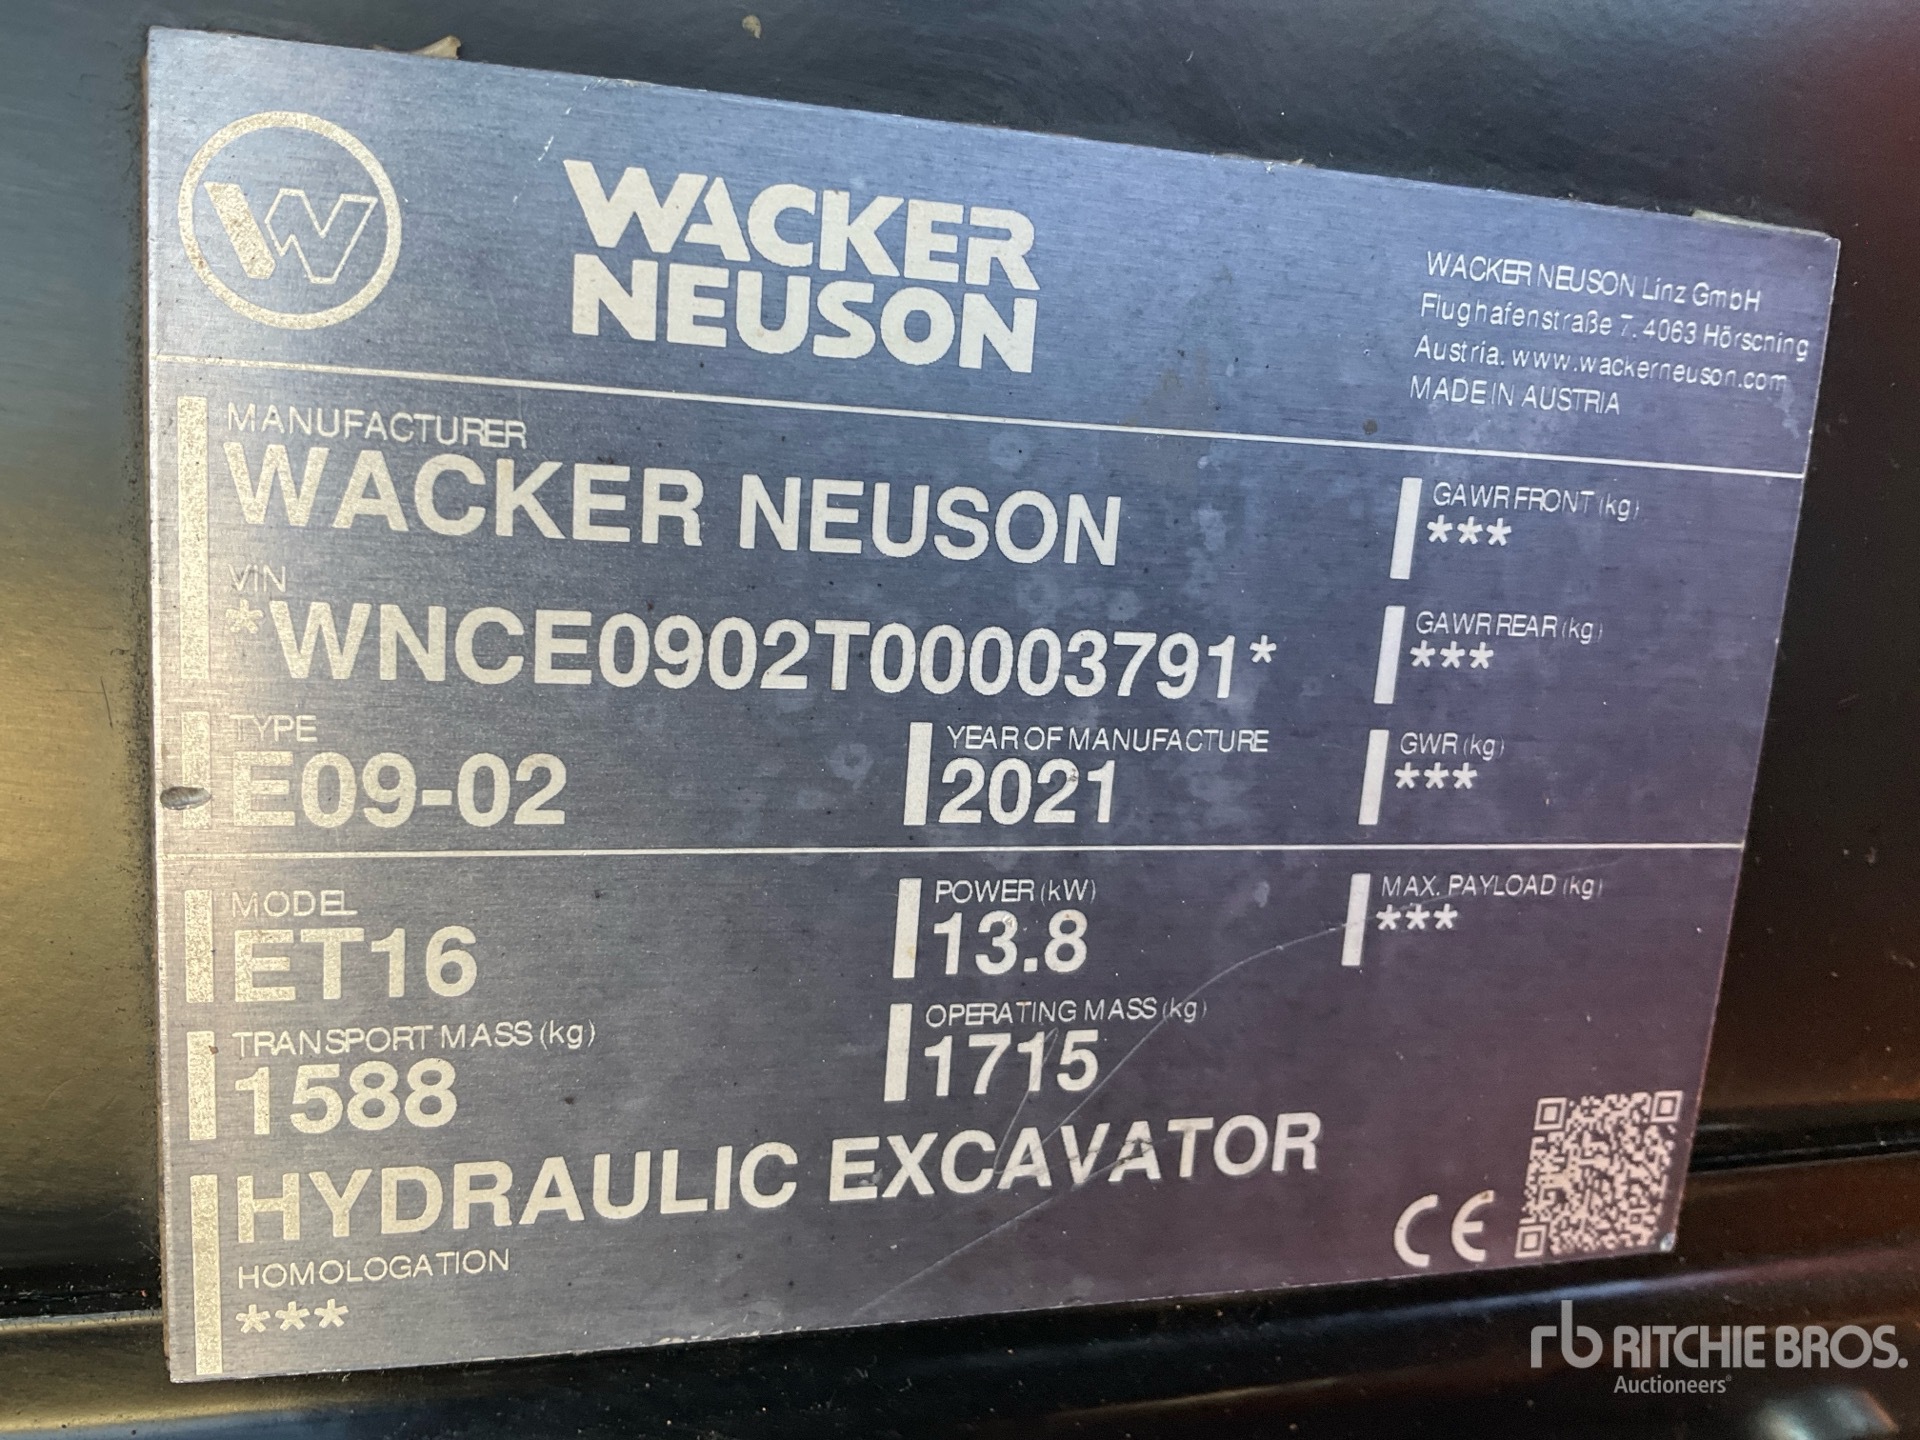 W
WACKER
NEUSON
WACKER NEUSON Linz GmbH
Flughafenstraße 7, 4063 Hörsching
Austria. www.wackerneuson.com
MADE IN AUSTRIA
MANUFACTURER
WACKER NEUSON
GAWR FRONT (kg)
***
VIN
*WNCE0902T00003791*
GAWR REAR (kg)
***
TYPE
E09-02
YEAR OF MANUFACTURE
2021
GWR (kg)
***
MODEL
ET16
POWER (kW)
13.8
MAX. PAYLOAD (kg)
***
TRANSPORT MASS (kg)
1588
OPERATING MASS (kg)
1715
HYDRAULIC EXCAVATOR
HOMOLOGATION
***
CE
rb RITCHIE BROS.
Auctioneers